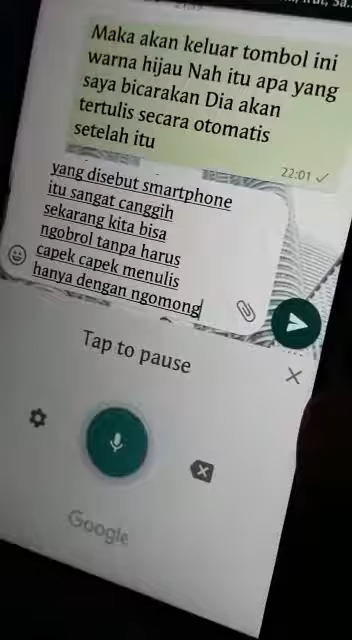 Maka akan keluar tombol ini
warna hijau Nah itu apa yang
saya bicarakan Dia akan
tertulis secara otomatis
setelah itu
22:01
yang disebut smartphone
itu sangat canggih
sekarang kita bisa
ngobrol tanpa harus
capek capek menulis
hanya dengan ngomong
Tap to pause
Google